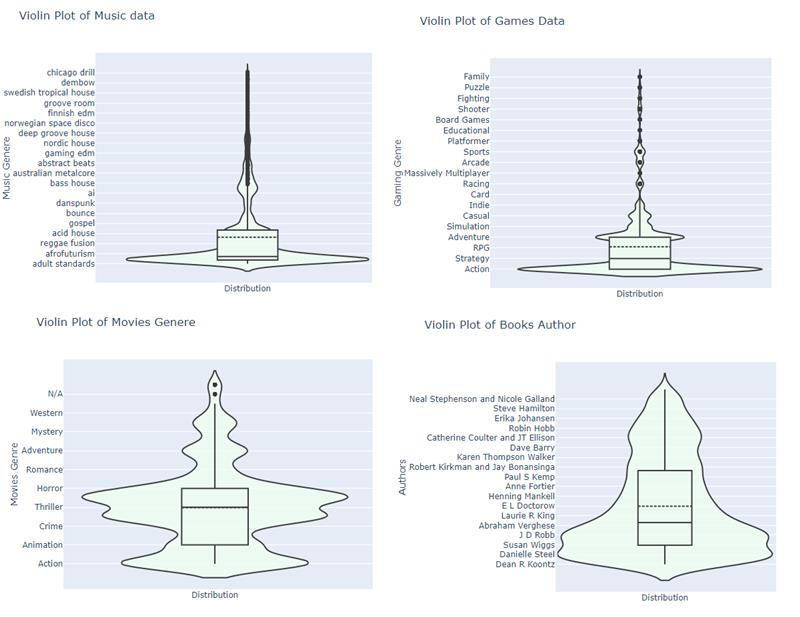 Violin Plot of Music data
Music Genere
chicago drill
dembow
swedish tropical house
groove room
finnish edm
norwegian space disco
deep groove house
nordic house
gaming edm
abstract beats
australian metalcore
bass house
ai
danspunk
bounce
gospel
acid house
reggae fusion
afrofuturism
adult standards
Distribution
Violin Plot of Games Data
Gaming Genre
Family
Puzzle
Fighting
Shooter
Board Games
Educational
Platformer
Sports
Arcade
Massively Multiplayer
Racing
Card
Indie
Casual
Simulation
Adventure
RPG
Strategy
Action
Distribution
Violin Plot of Movies Genere
Movies Genre
N/A
Western
Mystery
Adventure
Romance
Horror
Thriller
Crime
Animation
Action
Distribution
Violin Plot of Books Author
Authors
Neal Stephenson and Nicole Galland
Steve Hamilton
Erika Johansen
Robin Hobb
Catherine Coulter and JT Ellison
Dave Barry
Karen Thompson Walker
Robert Kirkman and Jay Bonansinga
Paul S Kemp
Anne Fortier
Henning Mankell
E L Doctorow
Laurie R King
Abraham Verghese
J D Robb
Susan Wiggs
Danielle Steel
Dean R Koontz
Distribution